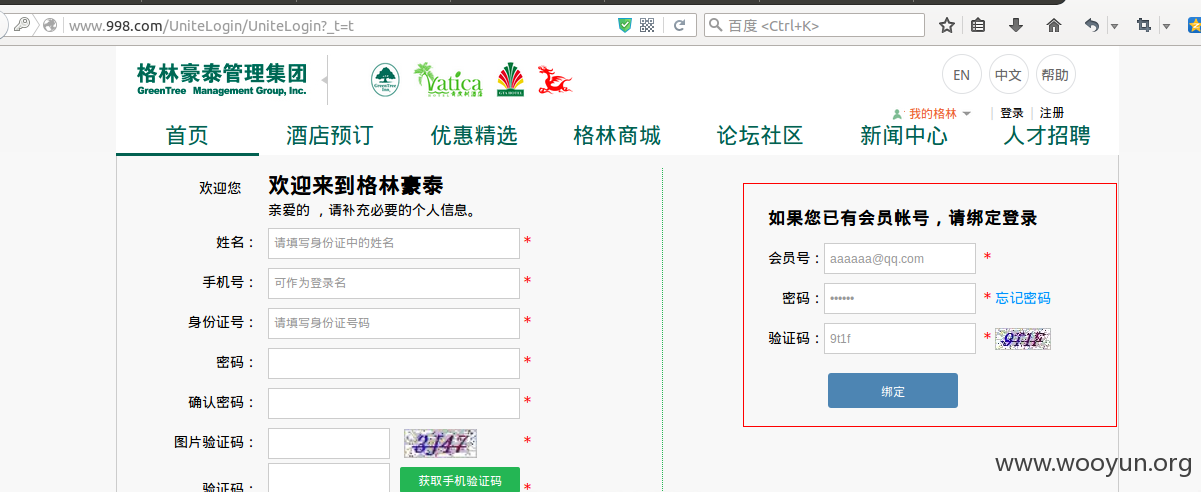 www.998.com/UniteLogin/UniteLogin?_t=t
百度 <Ctrl+K>
格林豪泰管理集团
GreenTree Management Group, Inc.
GreenTree Inn
Vatica
EN
中文
帮助
我的格林
登录
注册
首页
酒店预订
优惠精选
格林商城
论坛社区
新闻中心
人才招聘
欢迎您
欢迎来到格林豪泰
亲爱的 ，请补充必要的个人信息。
姓名：
请填写身份证中的姓名
*
手机号：
可作为登录名
*
身份证号：
请填写身份证号码
*
密码：
*
确认密码：
*
图片验证码：
3J47
*
验证码：
获取手机验证码
*
如果您已有会员帐号，请绑定登录
会员号：
aaaaaa@qq.com
*
密码：
••••••
*
忘记密码
验证码：
9t1f
*
9T1F
绑定
www.wooyun.org